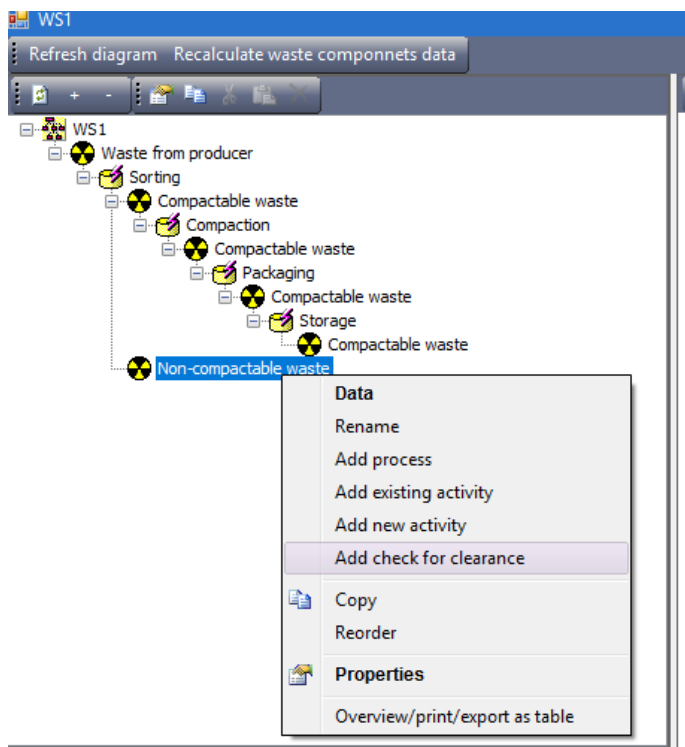 WS1
Refresh diagram Recalculate waste componnets data
+ -
WS1
Waste from producer
Sorting
Compactable waste
Compaction
Compactable waste
Packaging
Compactable waste
Storage
Compactable waste
Non-compactable waste
Data
Rename
Add process
Add existing activity
Add new activity
Add check for clearance
Copy
Reorder
Properties
Overview/print/export as table